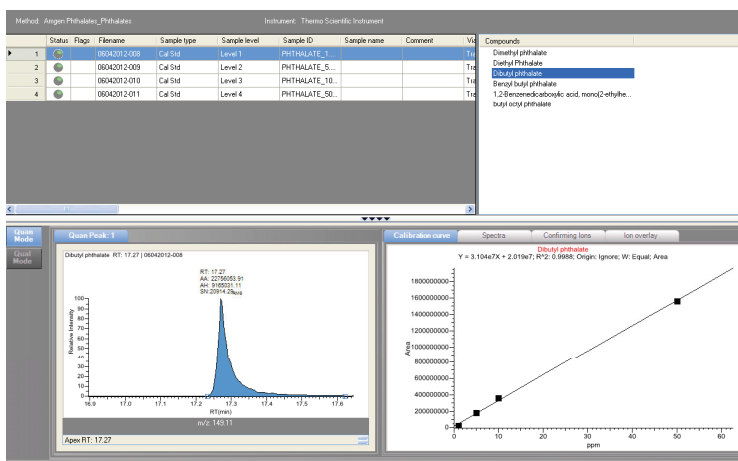 Method: Amgen Phthalates_Phthalates Instrument: Thermo Scientific Instrument
Status Flags Filename Sample type Sample level Sample ID Sample name Comment Via
1 06042012-008 Cal Std Level 1 PHTHALATE_1... Tra
2 06042012-009 Cal Std Level 2 PHTHALATE_5... Tra
3 06042012-010 Cal Std Level 3 PHTHALATE_10... Tra
4 06042012-011 Cal Std Level 4 PHTHALATE_50... Tra
Compounds
Dimethyl phthalate
Diethyl Phthalate
Dibutyl phthalate
Benzyl butyl phthalate
1,2-Benzenedicarboxylic acid, mono(2-ethylhe...
butyl octyl phthalate
Quan Mode
Qual Mode
Quan Peak: 1
Dibutyl phthalate RT: 17.27 | 06042012-008
RT: 17.27
AA: 22756053.91
AH: 9165031.11
SN: 20914.29RMS
Relative Intensity
100
90
80
70
60
50
30
20
10
0
16.9 17.0 17.1 17.2 17.3 17.4 17.5 17.6
RT(min)
m/z: 149.11
Apex RT: 17.27
Calibration curve Spectra Confirming Ions Ion overlay
Dibutyl phthalate
Y = 3.104e7X + 2.019e7; R^2: 0.9988; Origin: Ignore; W: Equal; Area
Area
1800000000
1600000000
1400000000
1200000000
1000000000
800000000
600000000
400000000
200000000
0
0 10 20 30 40 50 60
ppm